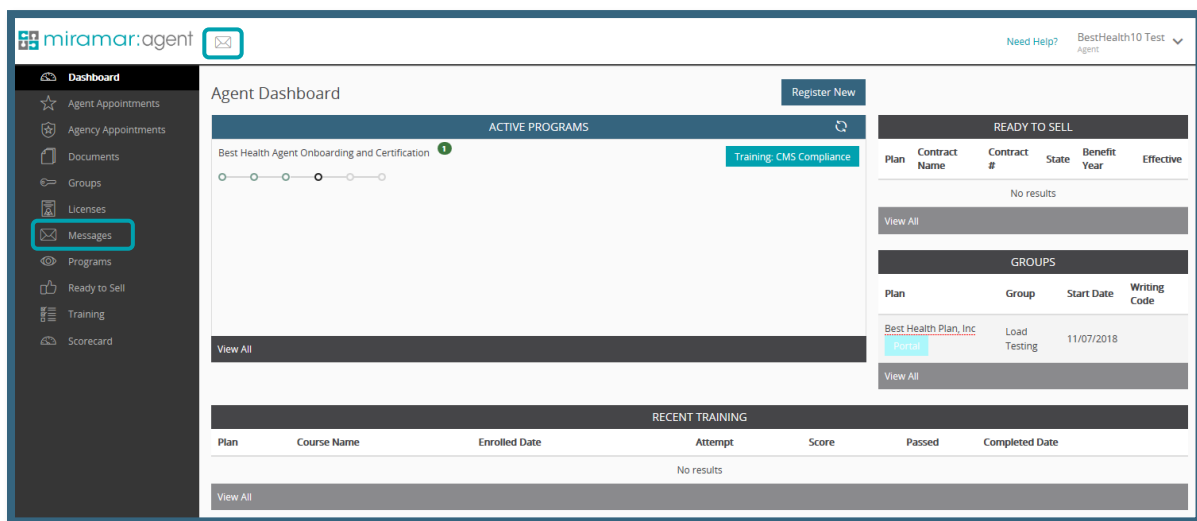 miramar:agent
Need Help?
BestHealth10 Test
Agent
Dashboard
Agent Appointments
Agency Appointments
Documents
Groups
Licenses
Messages
Programs
Ready to Sell
Training
Scorecard
Agent Dashboard
Register New
ACTIVE PROGRAMS
Best Health Agent Onboarding and Certification 1
Training: CMS Compliance
View All
READY TO SELL
Plan Contract Name Contract # State Benefit Year Effective
No results
View All
GROUPS
Plan Group Start Date Writing Code
Best Health Plan, Inc Load Testing 11/07/2018
Portal
View All
RECENT TRAINING
Plan Course Name Enrolled Date Attempt Score Passed Completed Date
No results
View All